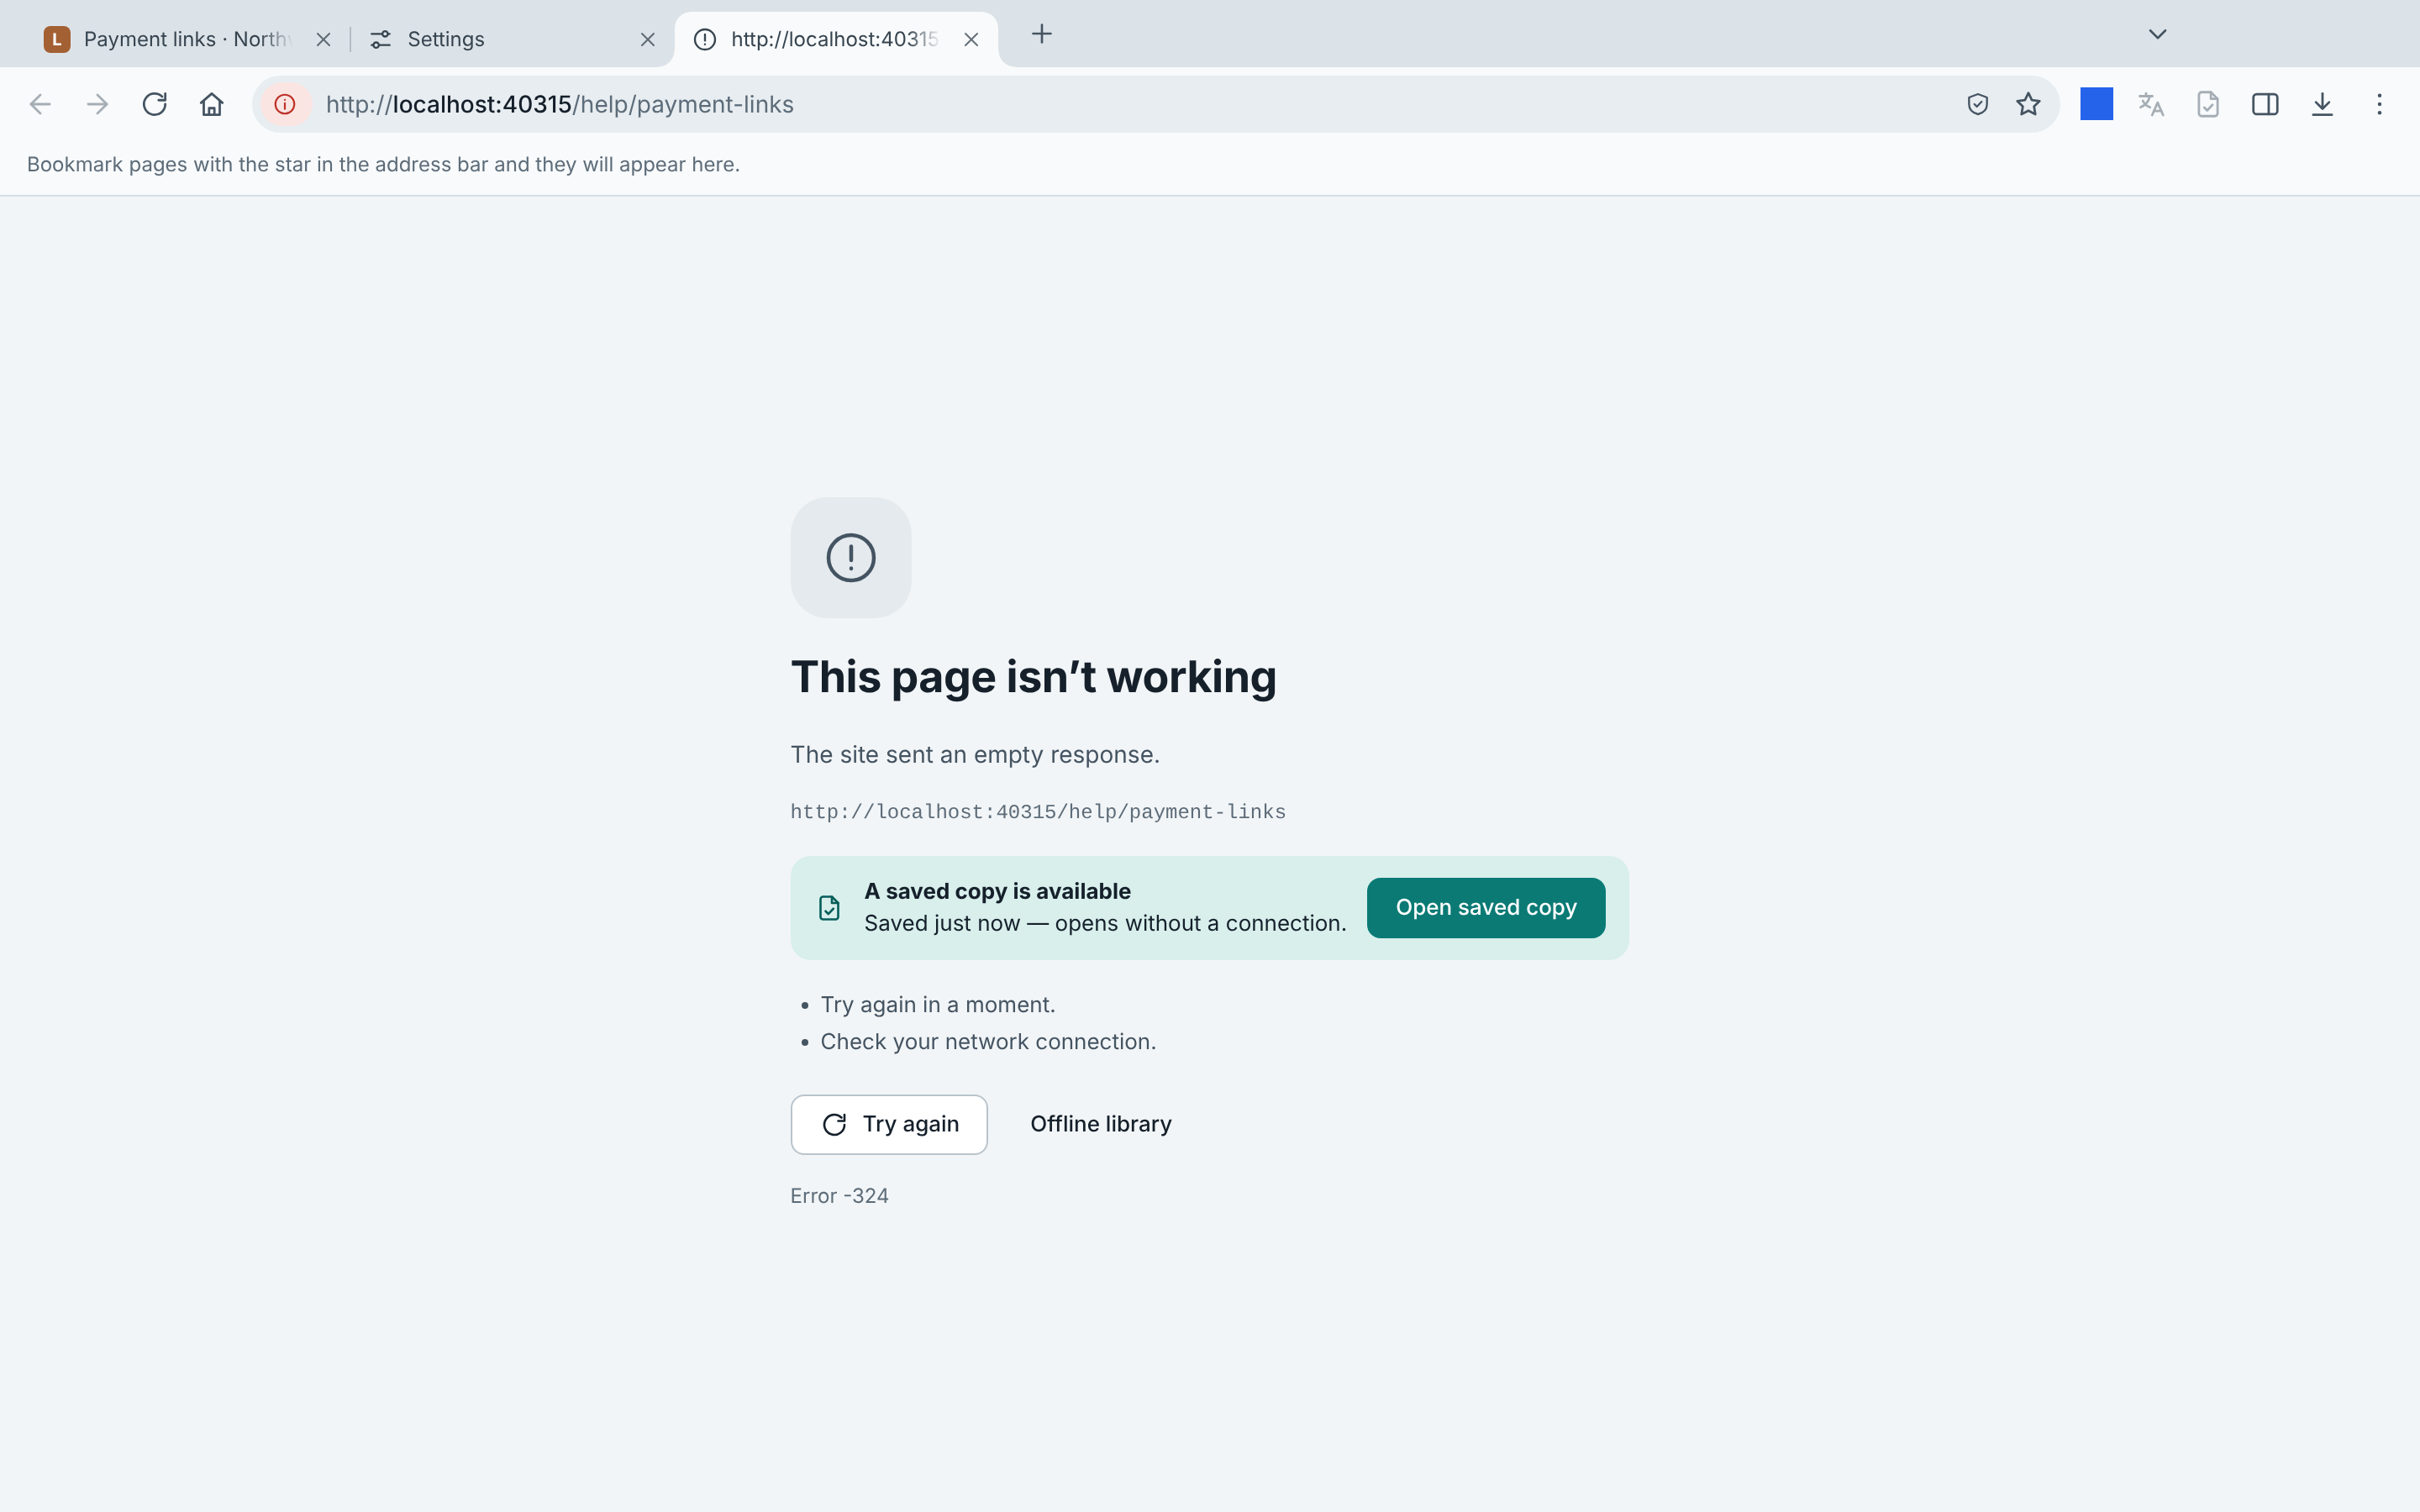 L Payment links · North
Settings
http://localhost:40315
http://localhost:40315/help/payment-links
Bookmark pages with the star in the address bar and they will appear here.
This page isn’t working
The site sent an empty response.
http://localhost:40315/help/payment-links
A saved copy is available
Saved just now — opens without a connection.
Open saved copy
• Try again in a moment.
• Check your network connection.
Try again
Offline library
Error -324